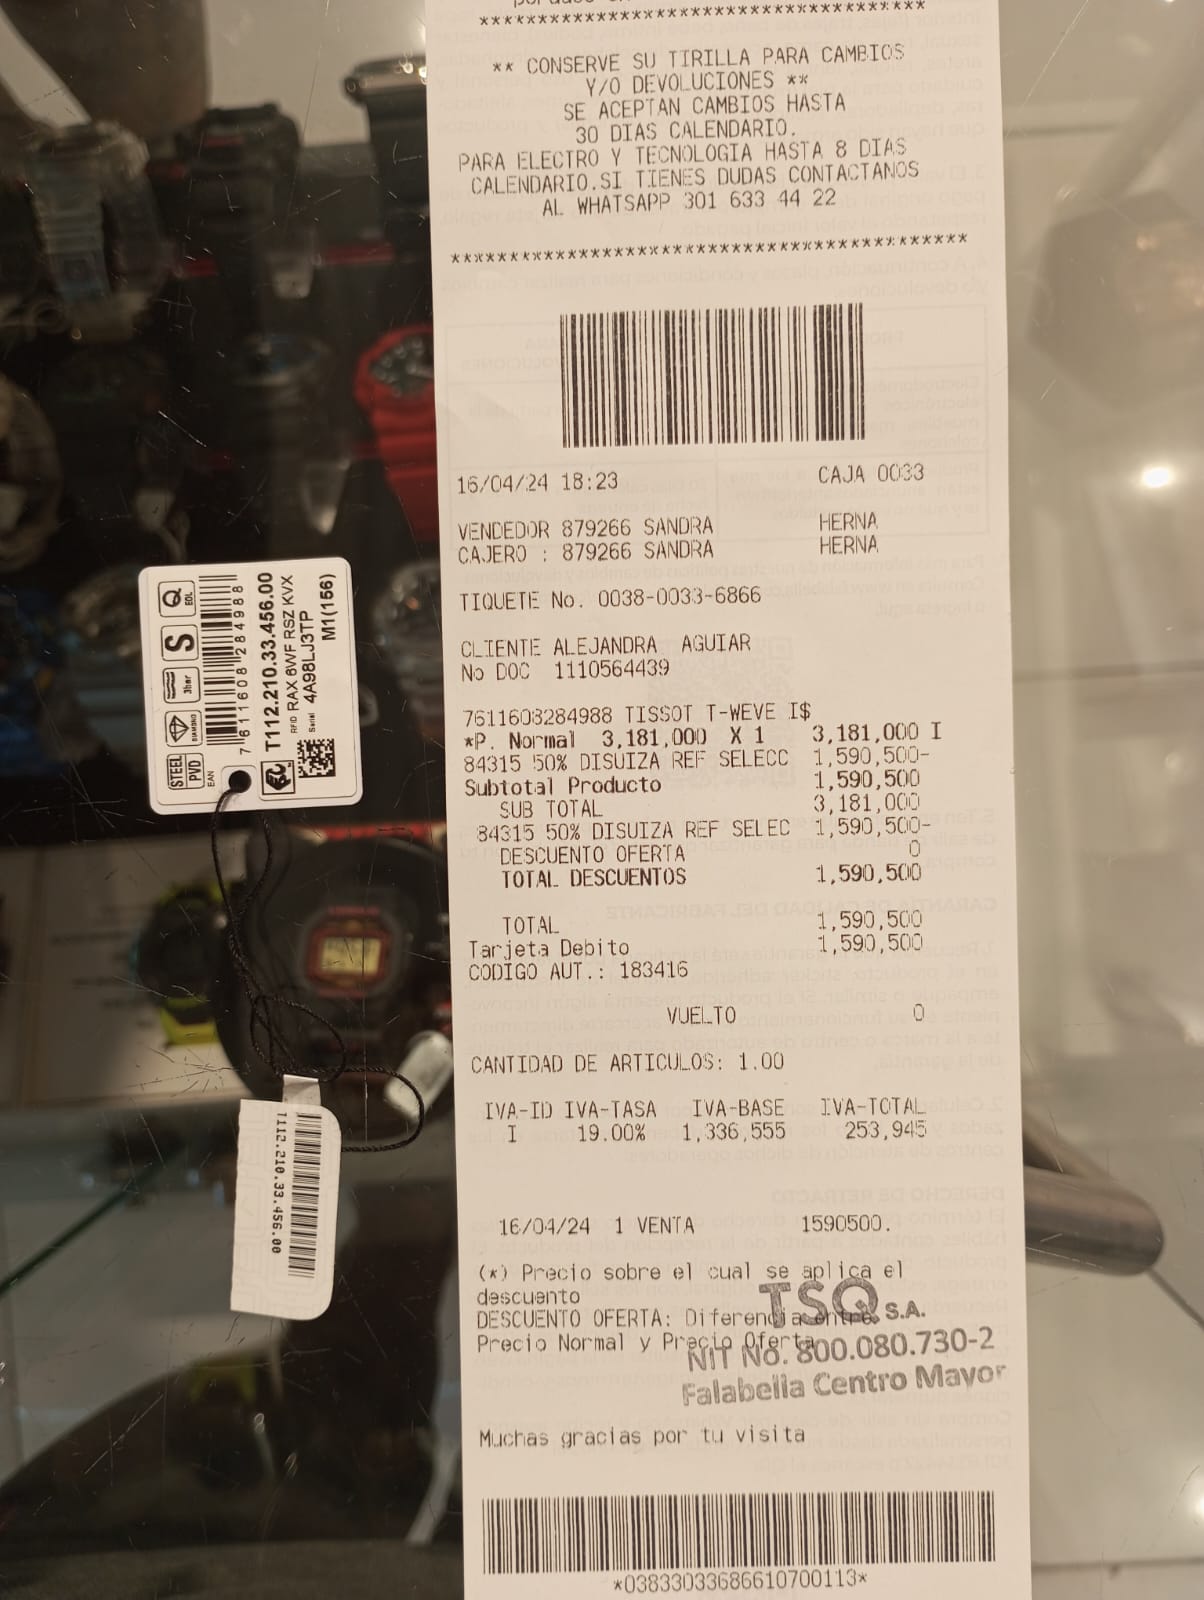 ****************************************
** CONSERVE SU TIRILLA PARA CAMBIOS
Y/O DEVOLUCIONES **
SE ACEPTAN CAMBIOS HASTA
30 DIAS CALENDARIO.
PARA ELECTRO Y TECNOLOGIA HASTA 8 DIAS
CALENDARIO.SI TIENES DUDAS CONTACTANOS
AL WHATSAPP 301 633 44 22
****************************************
16/04/24 18:23 CAJA 0033
VENDEDOR 879266 SANDRA HERNA
CAJERO : 879266 SANDRA HERNA
TIQUETE No. 0038-0033-6866
CLIENTE ALEJANDRA AGUIAR
No DOC 1110564439
7611608284988 TISSOT T-WEVE I$
*P. Normal 3,181,000 X 1 3,181,000 I
84315 50% DISUIZA REF SELECC 1,590,500-
Subtotal Producto 1,590,500
SUB TOTAL 3,181,000
84315 50% DISUIZA REF SELEC 1,590,500-
DESCUENTO OFERTA 0
TOTAL DESCUENTOS 1,590,500
TOTAL 1,590,500
Tarjeta Debito 1,590,500
CODIGO AUT.: 183416
VUELTO 0
CANTIDAD DE ARTICULOS: 1.00
IVA-ID IVA-TASA IVA-BASE IVA-TOTAL
I 19.00% 1,336,555 253,945
16/04/24 1 VENTA 1590500.
(*) Precio sobre el cual se aplica el
descuento
DESCUENTO OFERTA: Diferencia entre
Precio Normal y Precio Oferta
TSQ S.A.
NIT No. 800.080.730-2
Falabella Centro Mayor
Muchas gracias por tu visita
*03833033686610700113*
STEEL
PVD
DIAMOND
3bar
S
Q
EOL
EAN
7611608284988
T112.210.33.456.00
RFID RAX 6WF RSZ KVX
Serial 4A98LJ3TP
M1(156)
T112.210.33.456.00